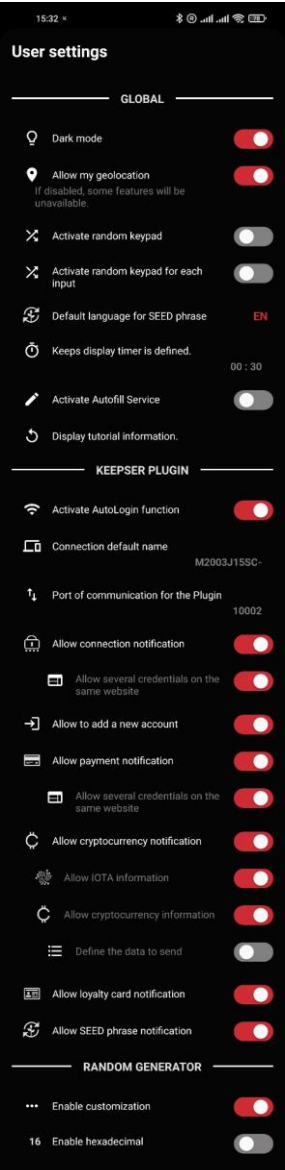 15:32
User settings
GLOBAL
Dark mode
Allow my geolocation
If disabled, some features will be
unavailable.
Activate random keypad
Activate random keypad for each
input
Default language for SEED phrase EN
Keeps display timer is defined.
00 : 30
Activate Autofill Service
Display tutorial information.
KEEPSER PLUGIN
Activate AutoLogin function
Connection default name
M2003J15SC-
Port of communication for the Plugin
10002
Allow connection notification
Allow several credentials on the
same website
Allow to add a new account
Allow payment notification
Allow several credentials on the
same website
Allow cryptocurrency notification
Allow IOTA information
Allow cryptocurrency information
Define the data to send
Allow loyalty card notification
Allow SEED phrase notification
RANDOM GENERATOR
Enable customization
16 Enable hexadecimal